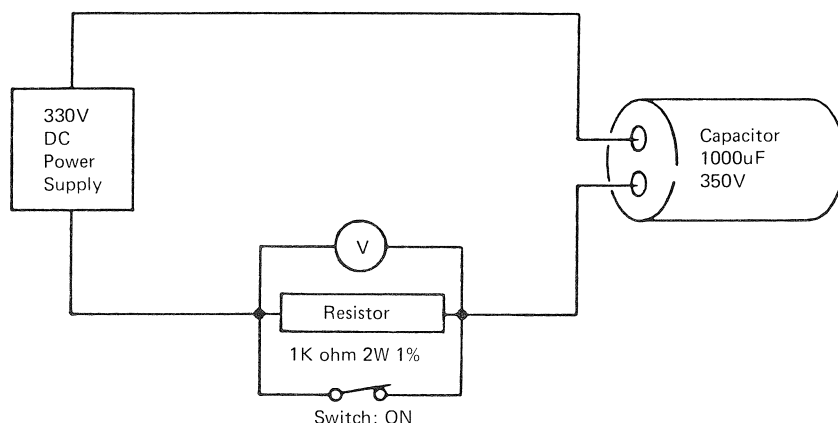 330V
DC
Power
Supply
Capacitor
1000uF
350V
V
Resistor
1K ohm 2W 1%
Switch: ON